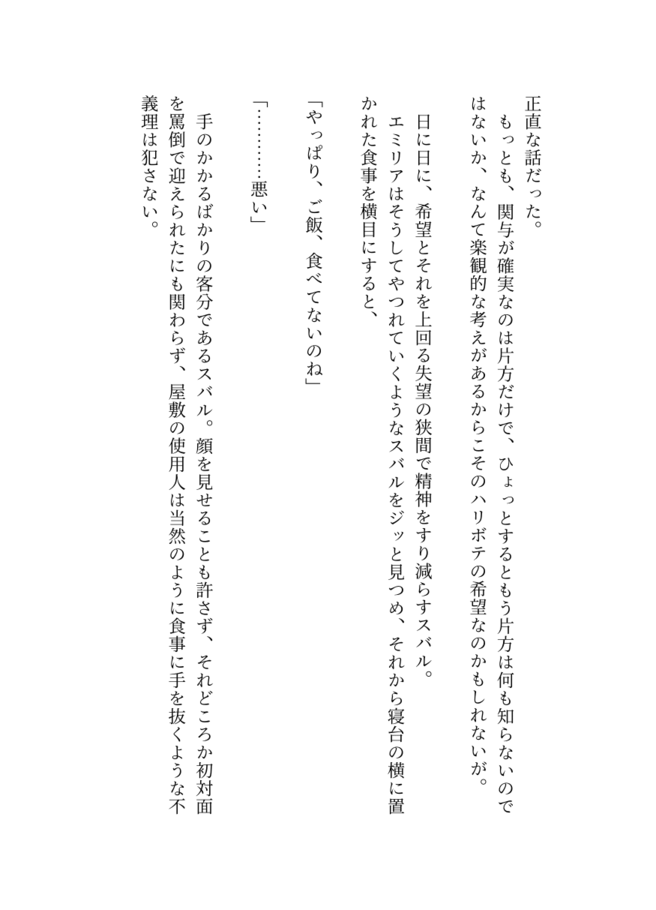 正直な話だった。
もっとも、関与が確実なのは片方だけで、ひょっとするともう片方は何も知らないので
はないか、なんて楽観的な考えがあるからこそのハリボテの希望なのかもしれないが。
日に日に、希望とそれを上回る失望の狭間で精神をすり減らすスバル。
エミリアはそうしてやつれていくようなスバルをジッと見つめ、それから寝台の横に置
かれた食事を横目にすると、
「やっぱり、ご飯、食べてないのね」
「…………悪い」
手のかかるばかりの客分であるスバル。顔を見せることも許さず、それどころか初対面
を罵倒で迎えられたにも関わらず、屋敷の使用人は当然のように食事に手を抜くような不
義理は犯さない。